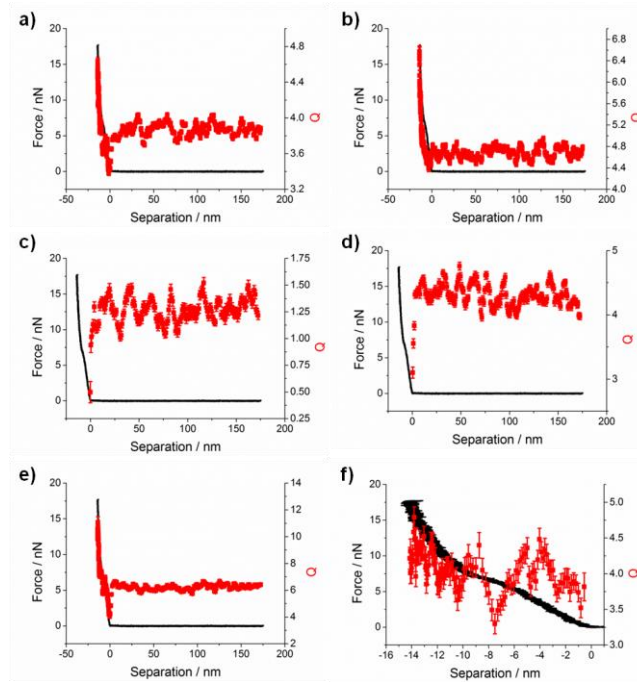 a)
20
15
10
5
0
Force / nN
4.8
4.4
4.0
3.6
3.2
Q
-50 0 50 100 150 200
Separation / nm
b)
20
15
10
5
0
Force / nN
6.8
6.4
6.0
5.6
5.2
4.8
4.4
4.0
Q
-50 0 50 100 150 200
Separation / nm
c)
20
15
10
5
0
Force / nN
1.75
1.50
1.25
1.00
0.75
0.50
0.25
Q
0 50 100 150 200
Separation / nm
d)
20
15
10
5
0
Force / nN
5
4
3
Q
0 50 100 150 200
Separation / nm
e)
20
15
10
5
0
Force / nN
14
12
10
8
6
4
2
Q
-50 0 50 100 150 200
Separation / nm
f)
20
15
10
5
0
Force / nN
5.0
4.5
4.0
3.5
3.0
Q
-16 -14 -12 -10 -8 -6 -4 -2 0
Separation / nm